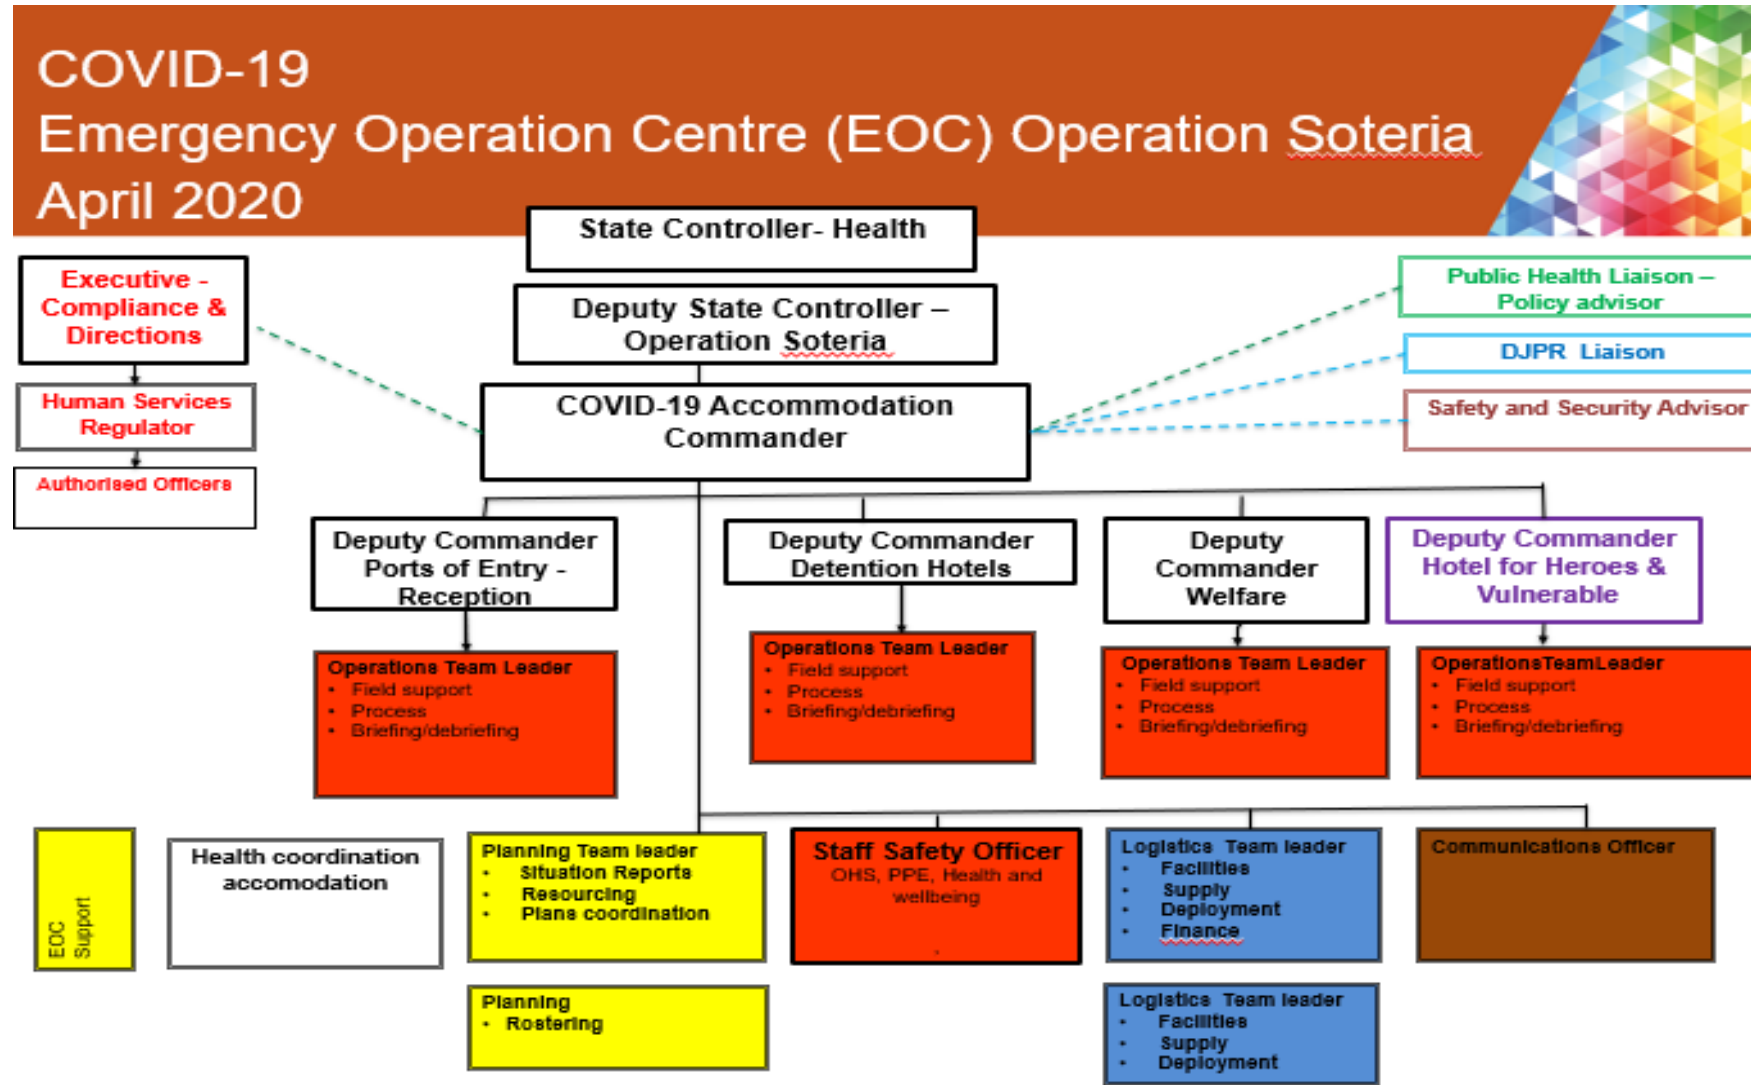 COVID-19
Emergency Operation Centre (EOC) Operation Soteria
April 2020
State Controller- Health
Executive -
Compliance &
Directions
Deputy State Controller –
Operation Soteria
Public Health Liaison –
Policy advisor
DJPR Liaison
Human Services
Regulator
COVID-19 Accommodation
Commander
Safety and Security Advisor
Authorised Officers
Deputy Commander
Ports of Entry -
Reception
Deputy Commander
Detention Hotels
Deputy
Commander
Welfare
Deputy Commander
Hotel for Heroes &
Vulnerable
Operations Team Leader
• Field support
• Process
• Briefing/debriefing
Operations Team Leader
• Field support
• Process
• Briefing/debriefing
Operations Team Leader
• Field support
• Process
• Briefing/debriefing
OperationsTeamLeader
• Field support
• Process
• Briefing/debriefing
EOC
Support
Health coordination
accomodation
Planning Team leader
• Situation Reports
• Resourcing
• Plans coordination
Staff Safety Officer
OHS, PPE, Health and
wellbeing
.
Logistics Team leader
• Facilities
• Supply
• Deployment
• Finance
Communications Officer
Planning
• Rostering
Logistics Team leader
• Facilities
• Supply
• Deployment